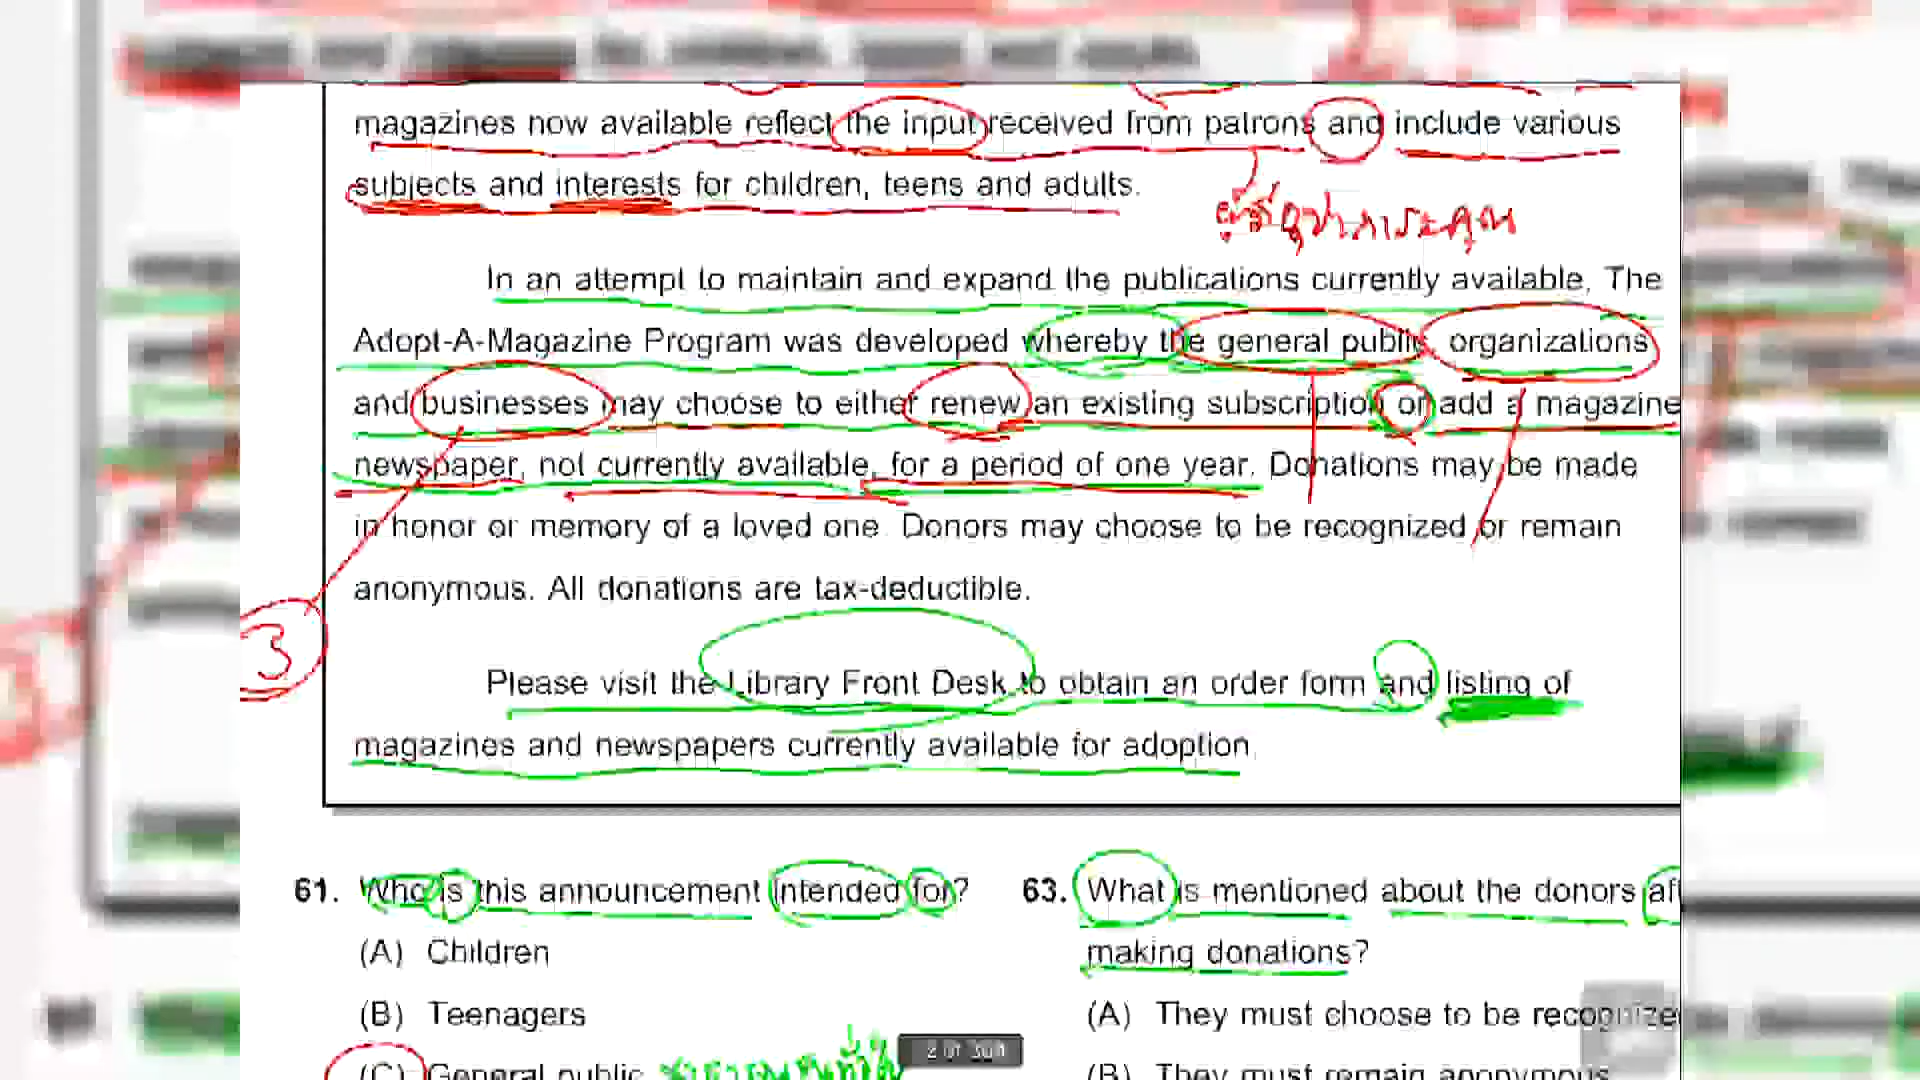 magazines now available reflect the input received from patrons and include various
subjects and interests for children, teens and adults.
In an attempt to maintain and expand the publications currently available. The
Adopt-A-Magazine Program was developed whereby the general public organizations
and businesses may choose to either renew an existing subscription or add a magazine
newspaper, not currently available, for a period of one year. Donations may be made
in honor or memory of a loved one. Donors may choose to be recognized or remain
anonymous. All donations are tax-deductible.
3
Please visit the Library Front Desk to obtain an order form and listing of
magazines and newspapers currently available for adoption.
61. Who is this announcement intended for?
(A) Children
(B) Teenagers
(C) General public
63. What is mentioned about the donors aft
making donations?
(A) They must choose to be recognize
(B) They must remain anonymous